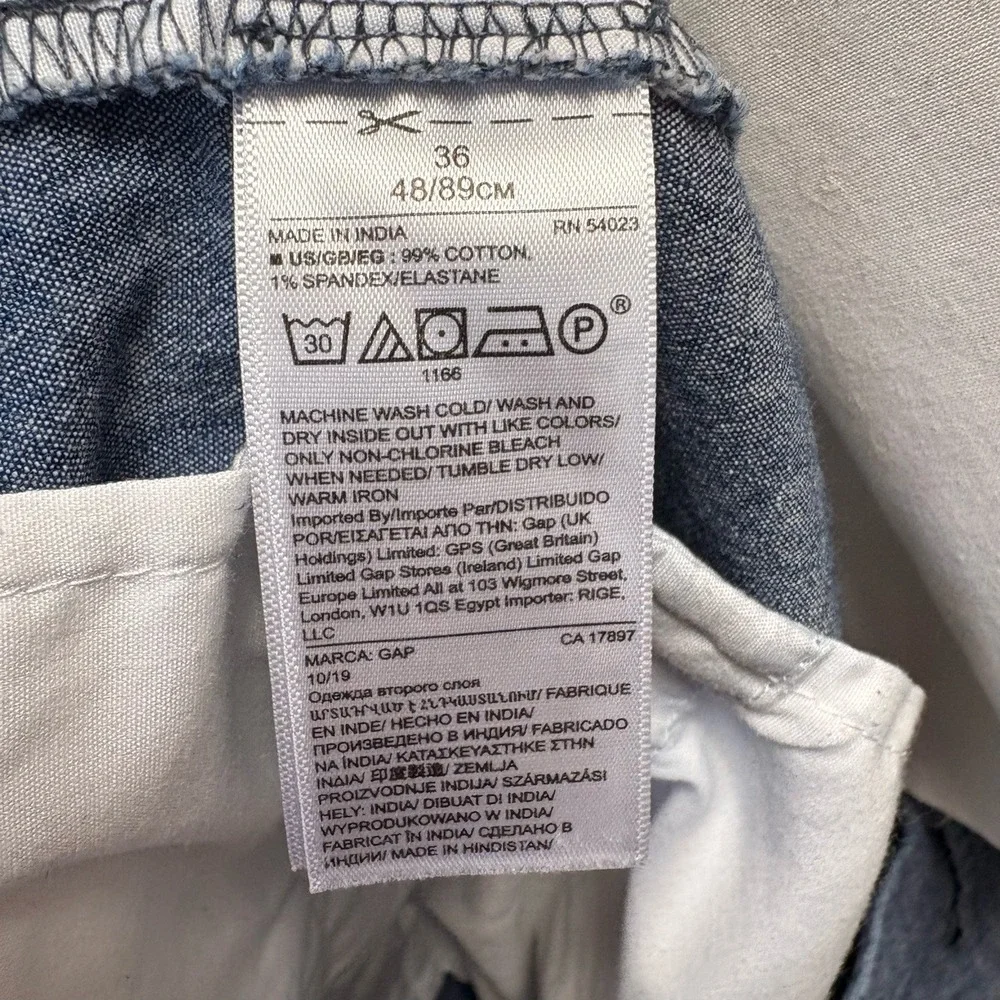 36
48/89CM
MADE IN INDIA RN 54023
■ US/GB/EG : 99% COTTON,
1% SPANDEX/ELASTANE
30 P ®
1166
MACHINE WASH COLD/ WASH AND
DRY INSIDE OUT WITH LIKE COLORS/
ONLY NON-CHLORINE BLEACH
WHEN NEEDED/ TUMBLE DRY LOW/
WARM IRON
Imported By/Importe Par/DISTRIBUIDO
POR/ΕΙΣΑΓΕΤΑΙ ΑΠΟ ΤΗΝ: Gap (UK
Holdings) Limited: GPS (Great Britain)
Limited Gap Stores (Ireland) Limited Gap
Europe Limited All at 103 Wigmore Street,
London, W1U 1QS Egypt Importer: RIGE,
LLC
MARCA: GAP CA 17897
10/19
Одежда второго слоя
ԱՐՏԱԴՐՎԱԾ Է ՀՆԴԿԱՍՏԱՆՈՒՄ/ FABRIQUE
EN INDE/ HECHO EN INDIA/
ПРОИЗВЕДЕНО В ИНДИЯ/ FABRICADO
NA ÍNDIA/ ΚΑΤΑΣΚΕΥΑΣΤΗΚΕ ΣΤΗΝ
ΙΝΔΙΑ/ 印度製造/ ZEMLJA
PROIZVODNJE INDIJA/ SZÁRMAZÁSI
HELY: INDIA/ DIBUAT DI INDIA/
WYPRODUKOWANO W INDIA/
FABRICAT ÎN INDIA/ СДЕЛАНО В
ИНДИИ/ MADE IN HINDISTAN/